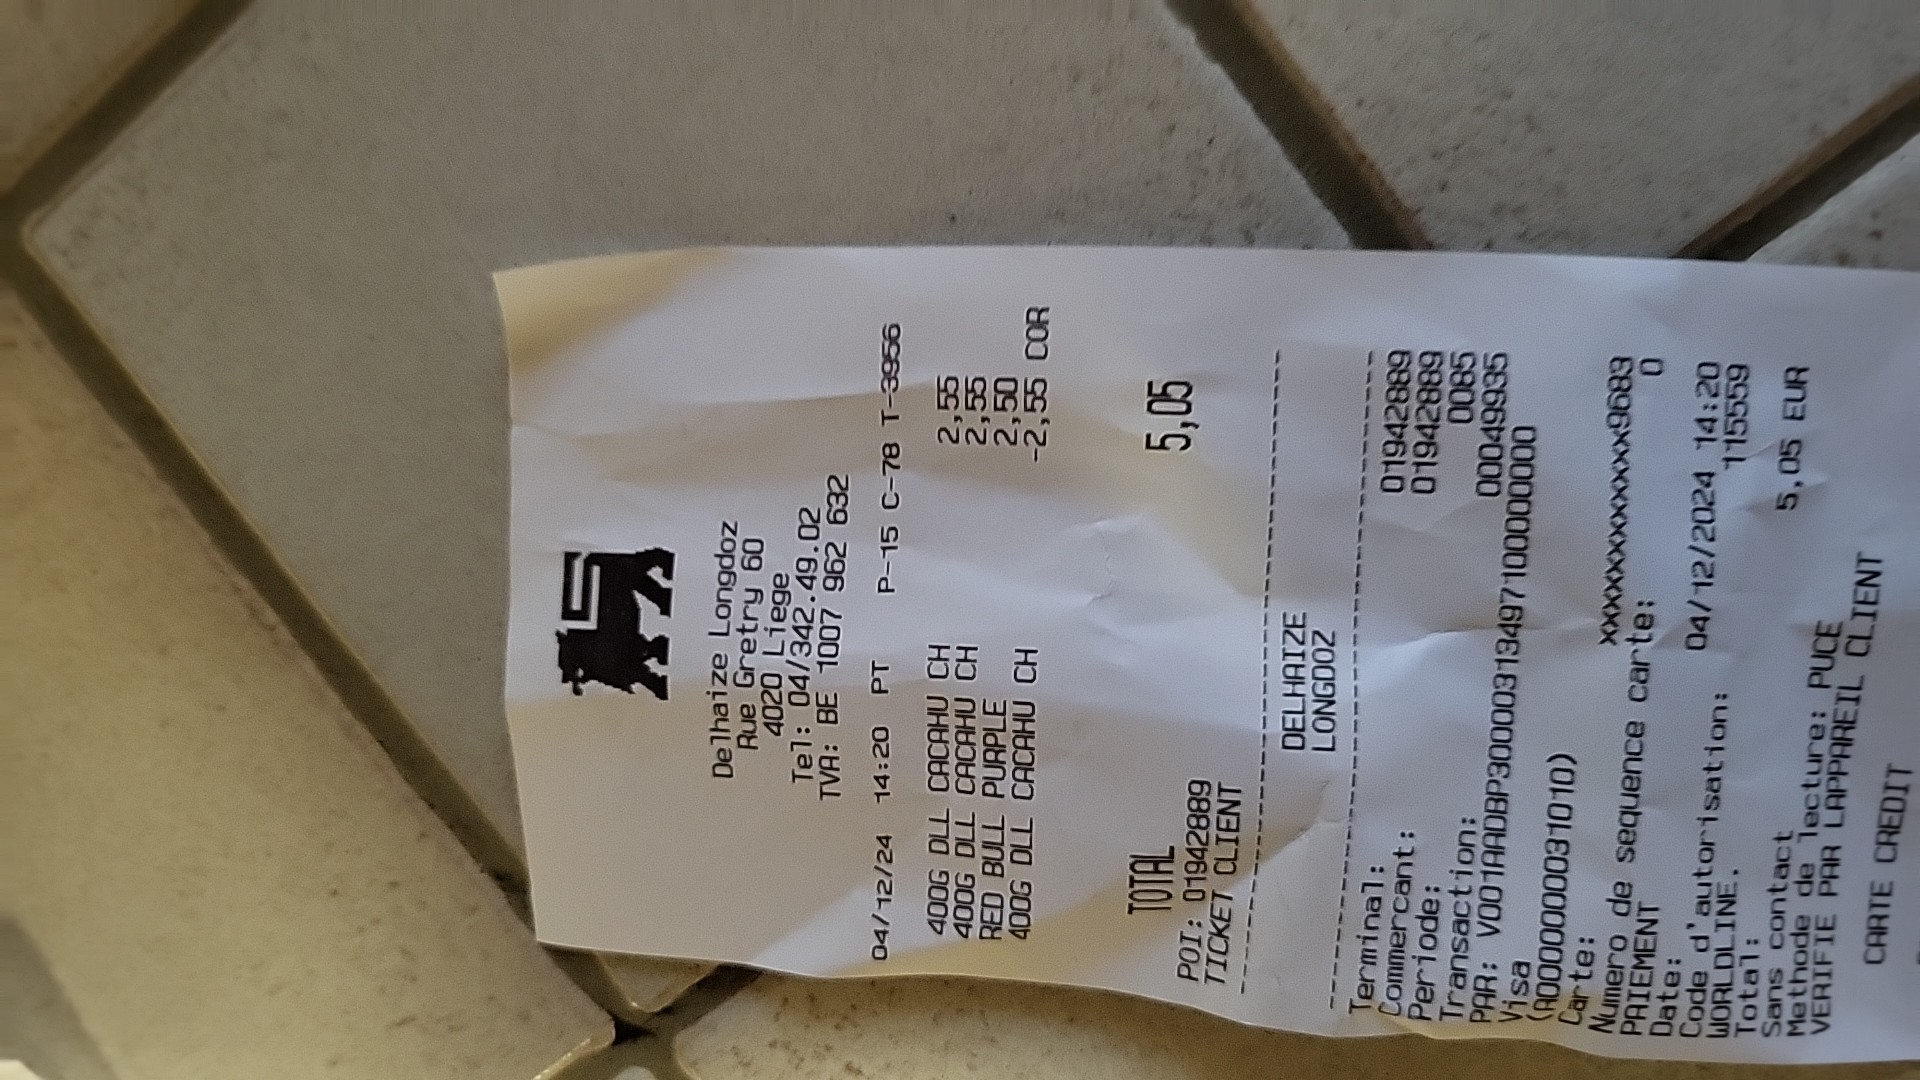 Delhaize Longdoz
Rue Gretry 60
4020 Liege
Tel: 04/342.49.02
TVA: BE 1007 962 632
04/12/24 14:20 PT P-15 C-78 T-3956
400G DLL CACAHU CH 2,55
400G DLL CACAHU CH 2,55
RED BULL PURPLE 2,50
400G DLL CACAHU CH -2,55 COR
TOTAL 5,05
POI: 01942889
TICKET CLIENT
DELHAIZE
LONGDOZ
Terminal: 01942889
Commercant: 01942889
Periode: 0085
Transaction: 00049935
PAR: V001AADBP3000031349710000000000
Visa
(A0000000031010)
Carte: xxxxxxxxxxxx9689
Numero de sequence carte: 0
PAIEMENT
Date: 04/12/2024 14:20
Code d'autorisation: 115559
WORLDLINE.
Total: 5,05 EUR
Sans contact
Methode de lecture: PUCE
VERIFIE PAR LAPPAREIL CLIENT
CARTE CREDIT